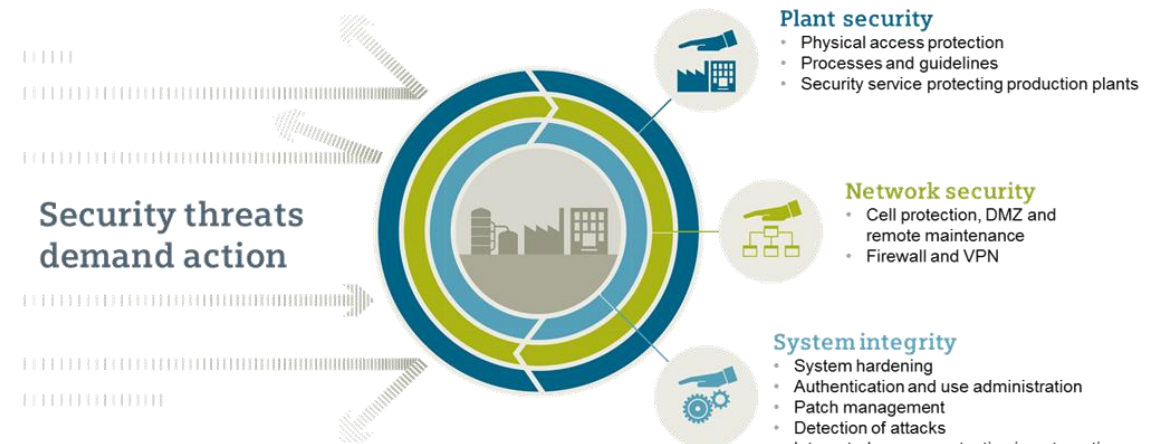 Security threats
demand action
Plant security
Physical access protection
Processes and guidelines
Security service protecting production plants
Network security
Cell protection, DMZ and
remote maintenance
Firewall and VPN
System integrity
System hardening
Authentication and use administration
Patch management
Detection of attacks